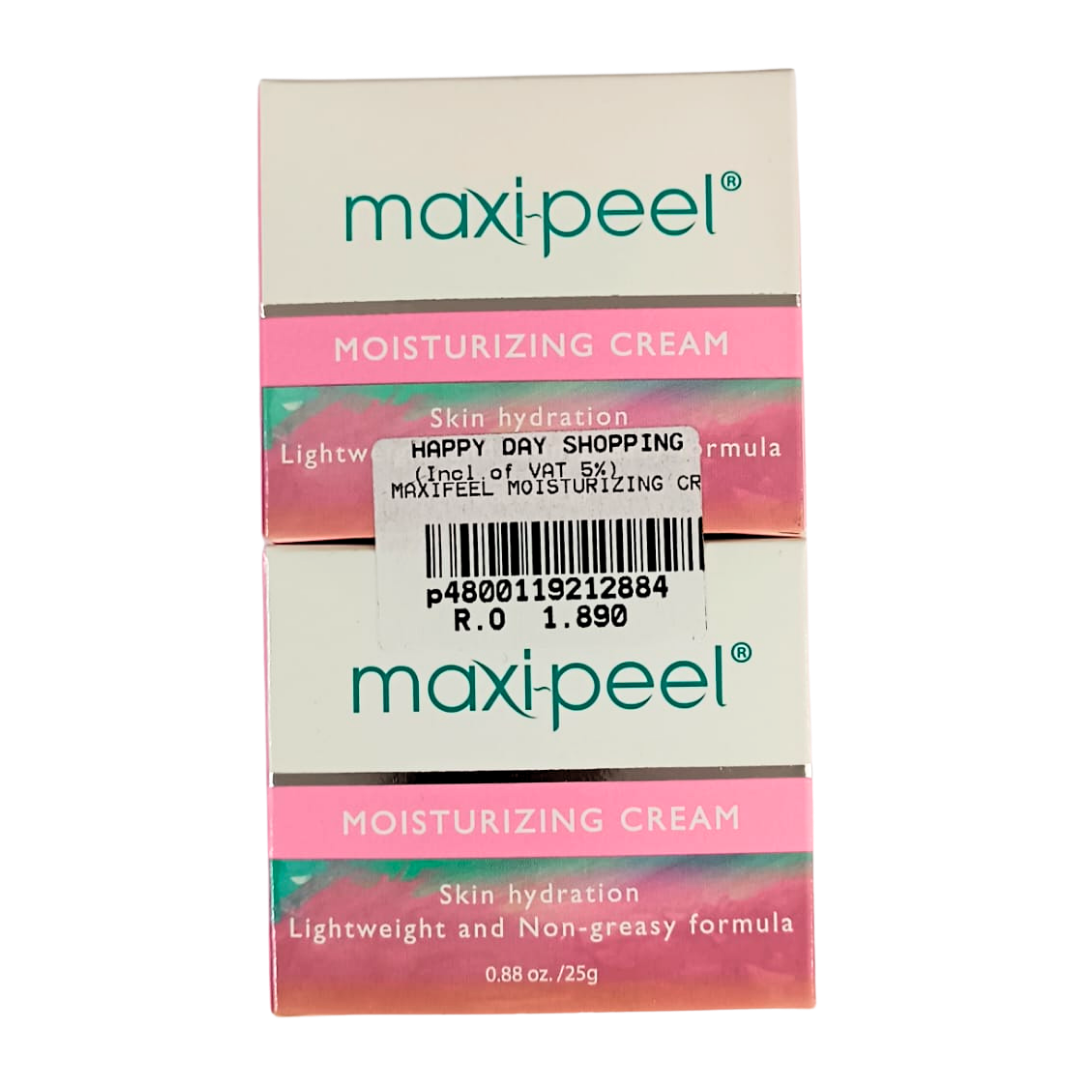 maxi-peel®
MOISTURIZING CREAM
Skin hydration
Lightw rmula
HAPPY DAY SHOPPING
(Incl of VAT 5%)
MAXIFEEL MOISTURIZING CR
p4800119212884
R.O 1.890
maxi-peel®
MOISTURIZING CREAM
Skin hydration
Lightweight and Non-greasy formula
0.88 oz. /25g